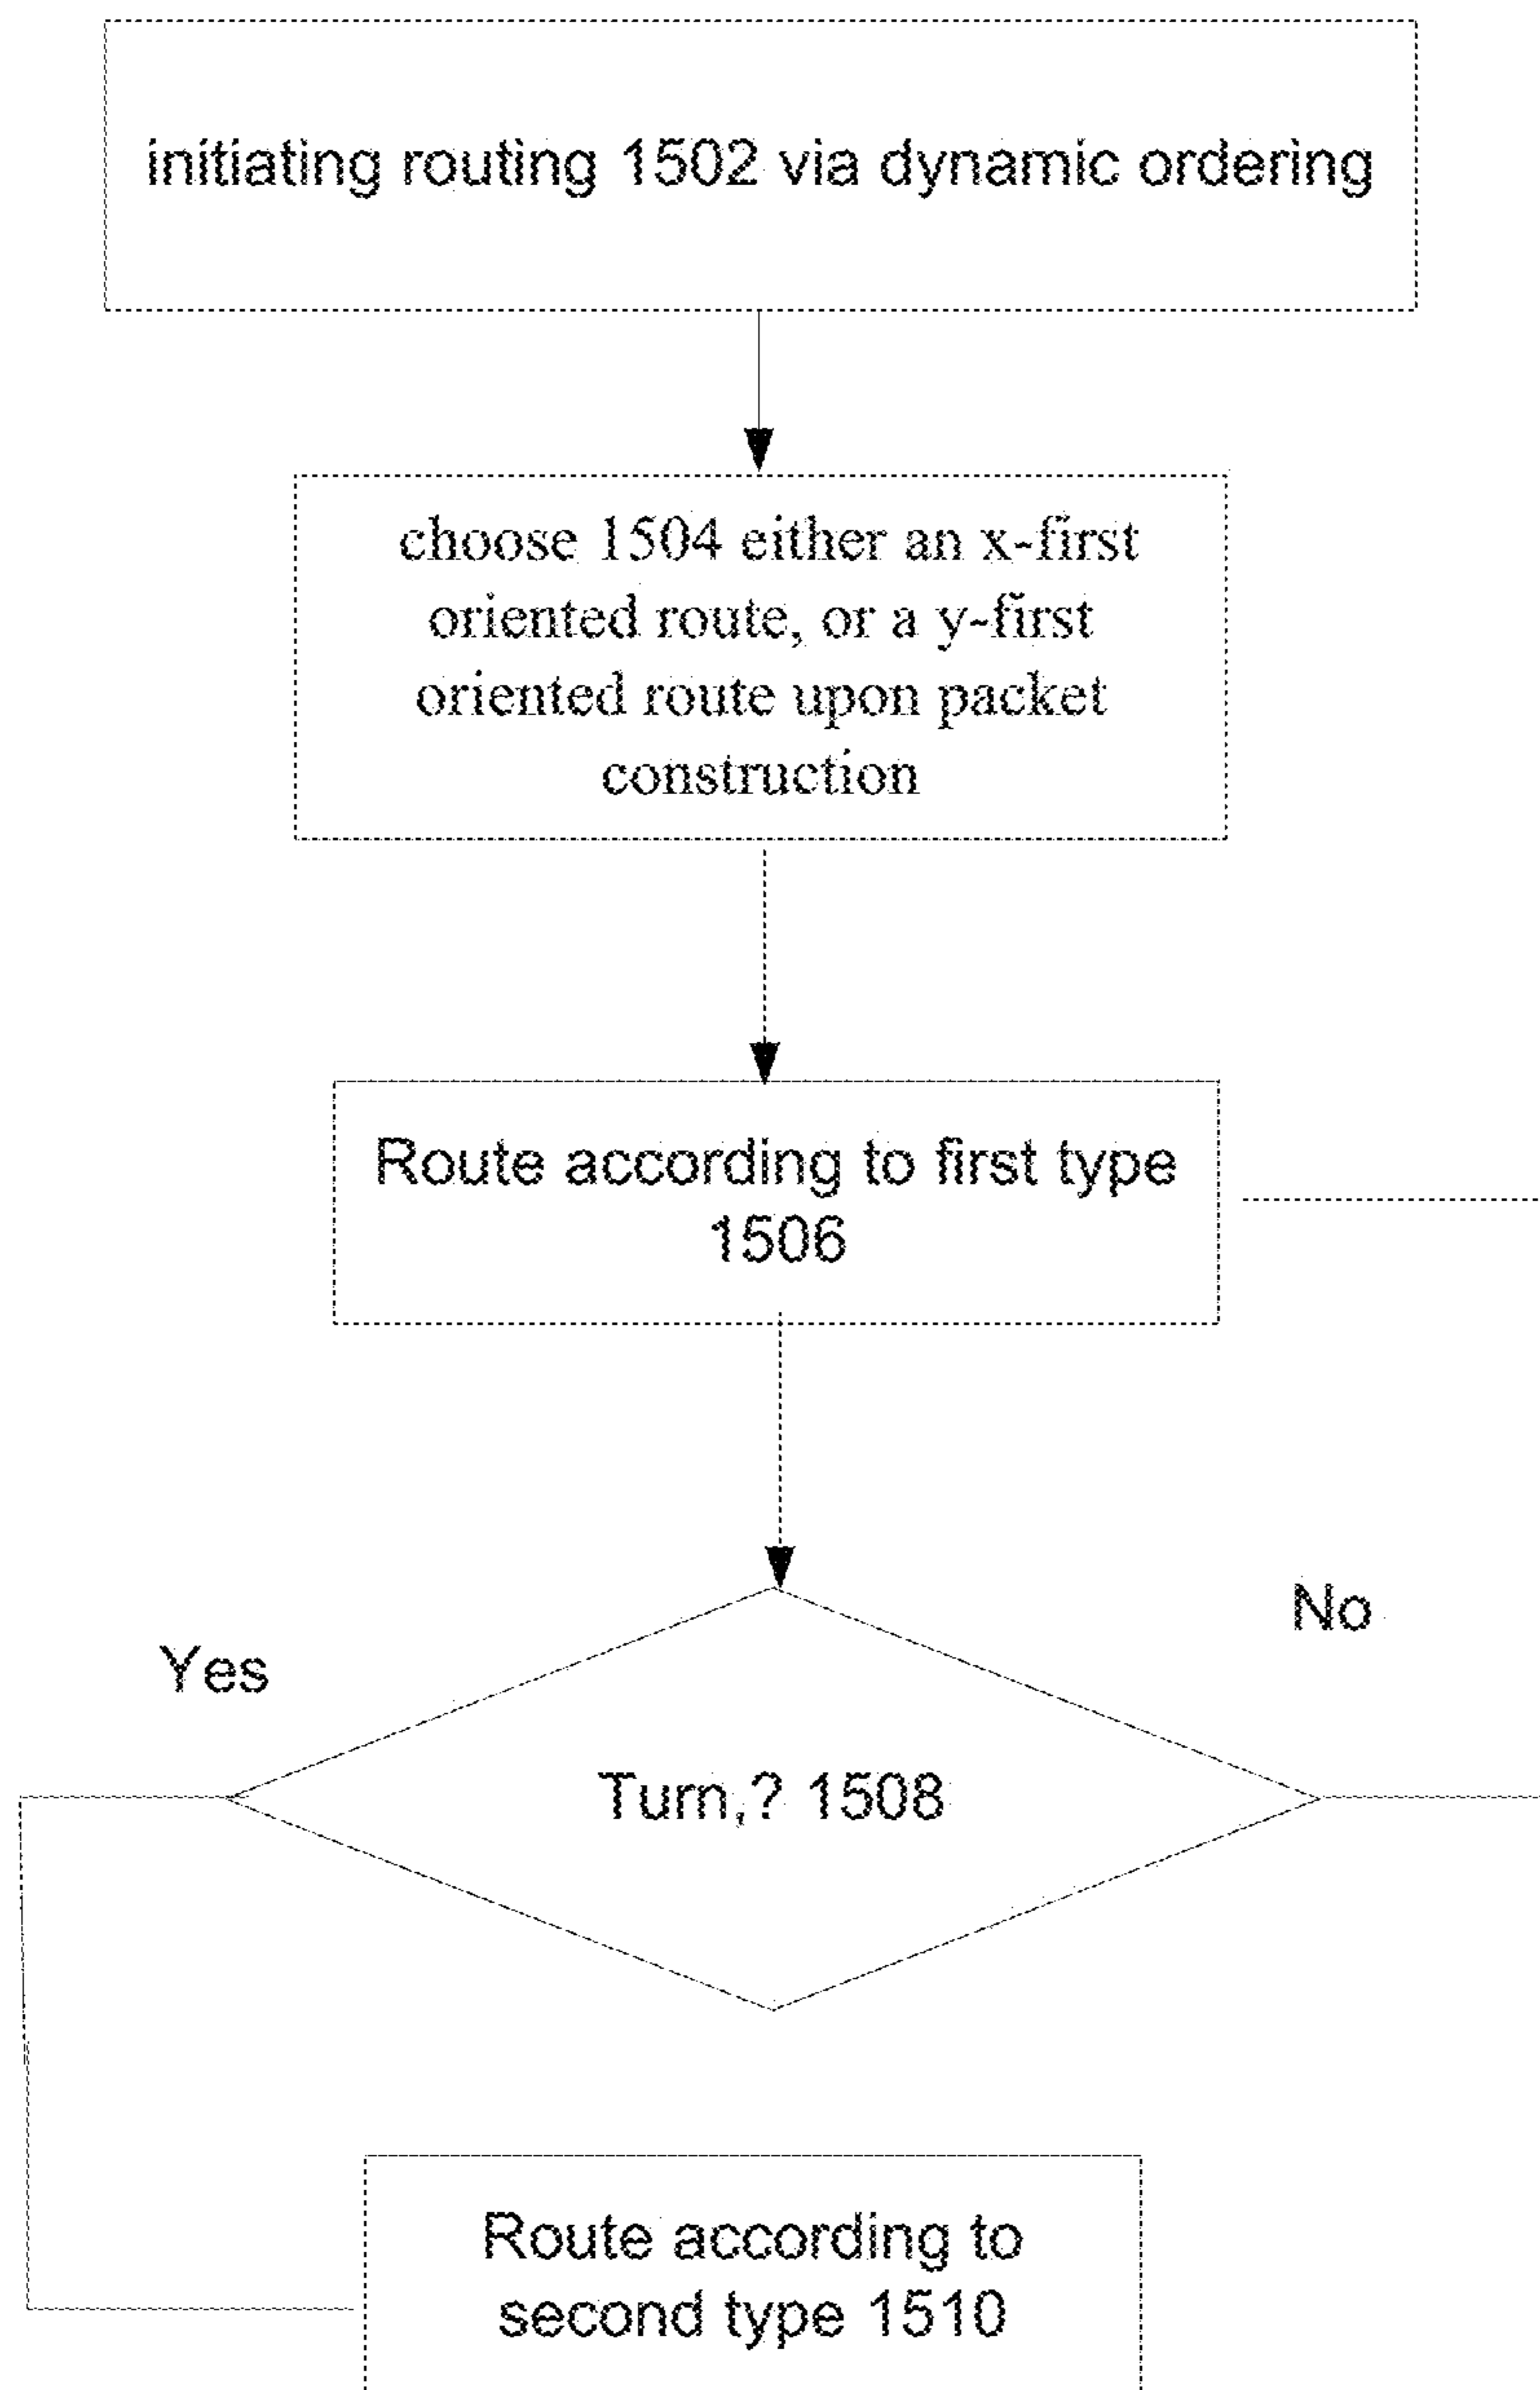 initiating routing 1502 via dynamic ordering
choose 1504 either an x-first
oriented route, or a y-first
oriented route upon packet
construction
Route according to first type
1506
No
Yes
Turn,? 1508
Route according to
second type 1510